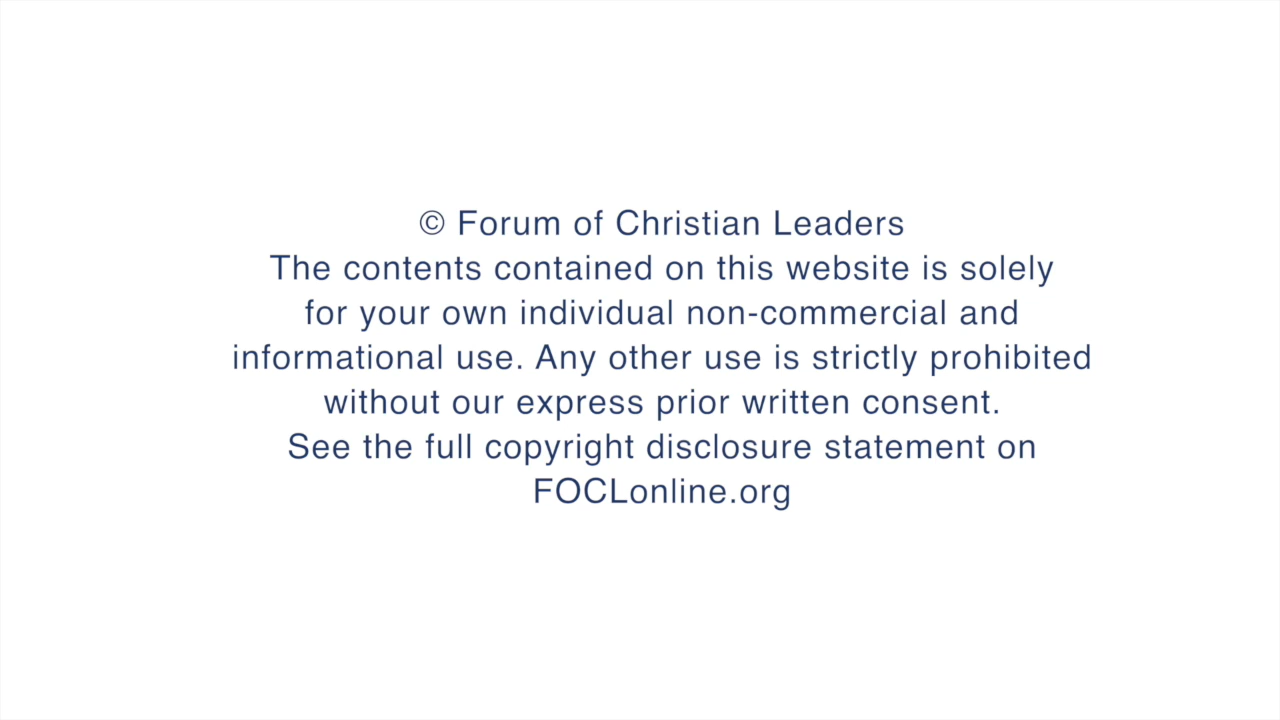 © Forum of Christian Leaders
The contents contained on this website is solely
for your own individual non-commercial and
informational use. Any other use is strictly prohibited
without our express prior written consent.
See the full copyright disclosure statement on
FOCLonline.org